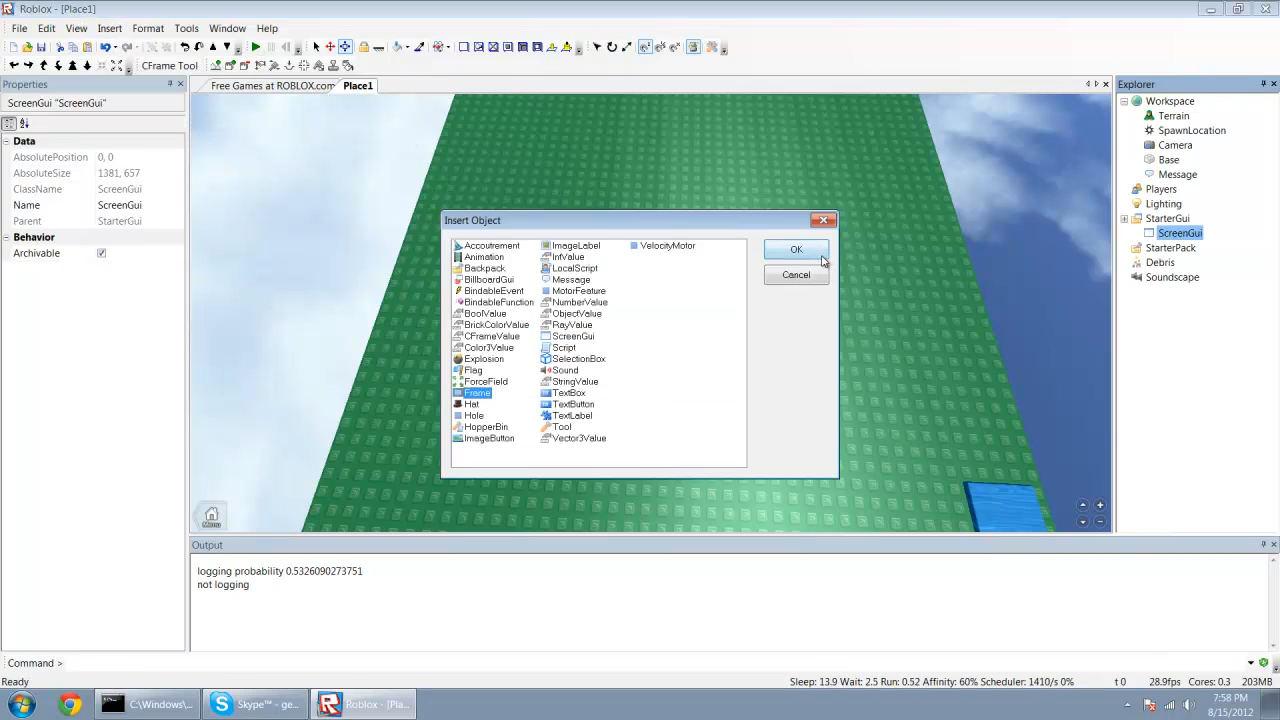 Roblox - [Place1]
File Edit View Insert Format Tools Window Help
CFrame Tool
Properties
Free Games at ROBLOX.com
Place1
Explorer
ScreenGui "ScreenGui"
Data
AbsolutePosition 0, 0
AbsoluteSize 1381, 657
ClassName ScreenGui
Name ScreenGui
Parent StarterGui
Behavior
Archivable
Insert Object
Accoutrement
Animation
Backpack
BillboardGui
BindableEvent
BindableFunction
BoolValue
BrickColorValue
CFrameValue
Color3Value
Explosion
Flag
ForceField
Frame
Hat
Hole
HopperBin
ImageButton
ImageLabel
IntValue
LocalScript
Message
MotorFeature
NumberValue
ObjectValue
RayValue
ScreenGui
Script
SelectionBox
Sound
StringValue
TextBox
TextButton
TextLabel
Tool
Vector3Value
VelocityMotor
OK
Cancel
Menu
Workspace
Terrain
SpawnLocation
Camera
Base
Message
Players
Lighting
StarterGui
ScreenGui
StarterPack
Debris
Soundscape
Output
logging probability 0.5326090273751
not logging
Command >
Ready
Sleep: 13.9 Wait: 2.5 Run: 0.52 Affinity: 60% Scheduler: 1410/s 0%
t 0
28.9fps
Cores: 0.3
203MB
C:\Windows\...
Skype™ - ge...
Roblox - [Pla...
7:58 PM
8/15/2012